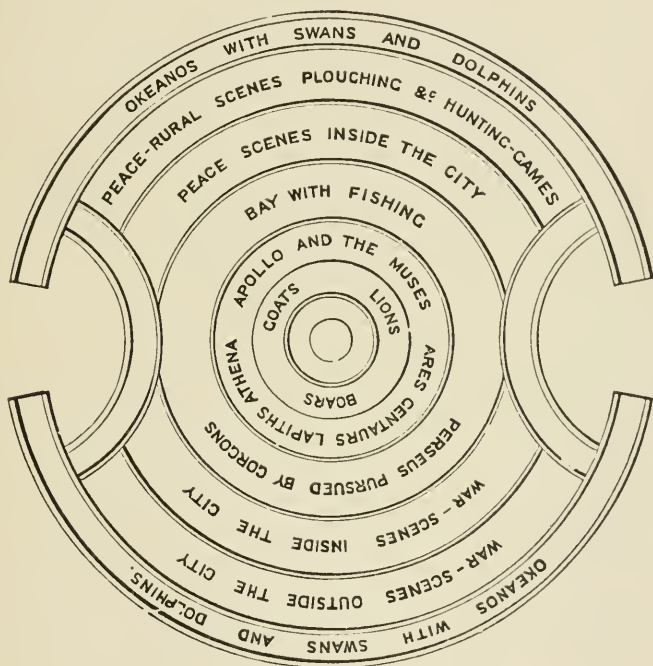 OKEANOS WITH SWANS AND DOLPHINS
PEACE-RURAL SCENES PLOUGHING &c HUNTING-GAMES
PEACE SCENES INSIDE THE CITY
BAY WITH FISHING
APOLLO AND THE MUSES
GOATS
LIONS
BOARS
ARES CENTAURS LAPITHS ATHENA
PERSEUS PURSUED BY GORGONS
WAR-SCENES INSIDE THE CITY
WAR-SCENES OUTSIDE THE CITY
OKEANOS WITH SWANS AND DOLPHINS.